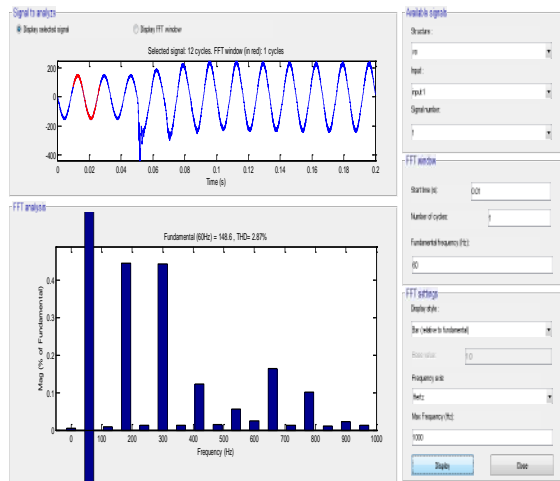 Signal to analyze
Display selected signal
Display FFT window
Selected signal: 12 cycles. FFT window (in red): 1 cycles
200
0
-200
-400
0 0.02 0.04 0.06 0.08 0.1 0.12 0.14 0.16 0.18 0.2
Time (s)
FFT analysis
Fundamental (60Hz) = 148.6 , THD= 2.87%
0.4
0.3
0.2
0.1
0
Mag (% of Fundamental)
0 100 200 300 400 500 600 700 800 900 1000
Frequency (Hz)
Available signals
Structure :
Input :
input 1
Signal number:
1
FFT window
Start time (s):
0.01
Number of cycles:
1
Fundamental frequency (Hz):
60
FFT settings
Display style :
Bar (relative to fundamental)
Base value:
1.0
Frequency axis:
Hertz
Max Frequency (Hz):
1000
Display
Close